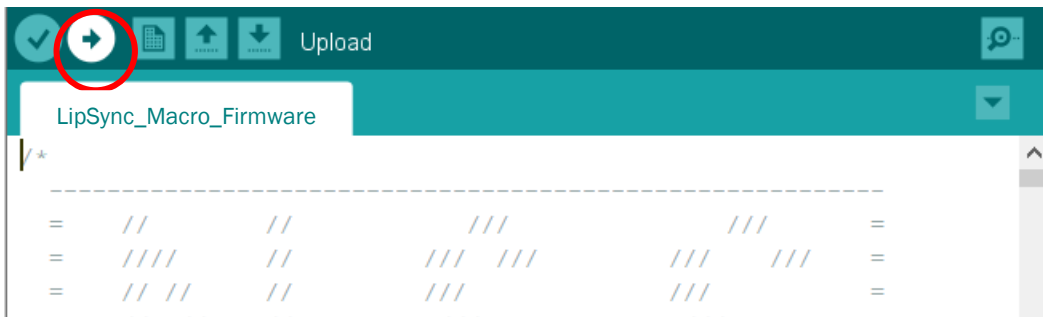 Upload
LipSync_Macro_Firmware
/*
------------------------------------------------------------
= // // /// /// =
= //// // /// /// /// /// =
= // // // /// /// =